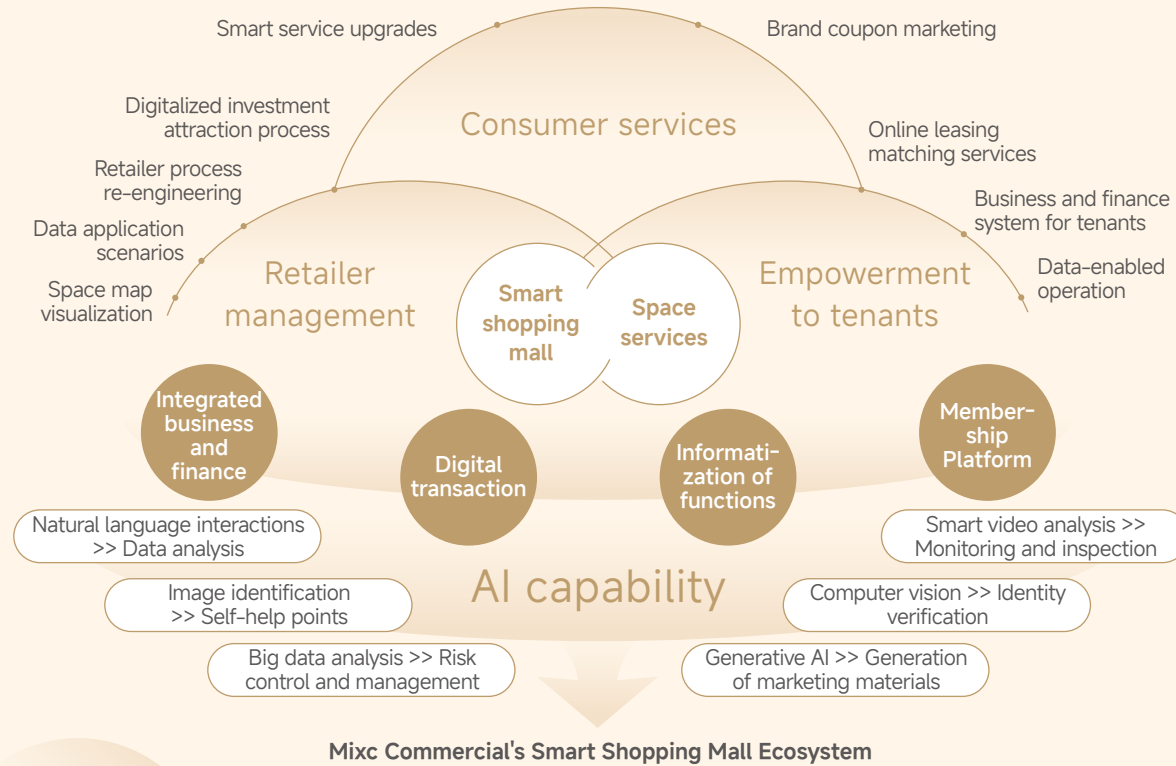 Smart service upgrades
Brand coupon marketing
Digitalized investment
attraction process
Consumer services
Online leasing
matching services
Retailer process
re-engineering
Business and finance
system for tenants
Data application
scenarios
Data-enabled
operation
Space map
visualization
Retailer
management
Smart
shopping
mall
Space
services
Empowerment
to tenants
Integrated
business
and
finance
Digital
transaction
Informati-
zation of
functions
Member-
ship
Platform
Natural language interactions
>> Data analysis
Smart video analysis >>
Monitoring and inspection
AI capability
Image identification
>> Self-help points
Computer vision >> Identity
verification
Big data analysis >> Risk
control and management
Generative AI >> Generation
of marketing materials
Mixc Commercial's Smart Shopping Mall Ecosystem